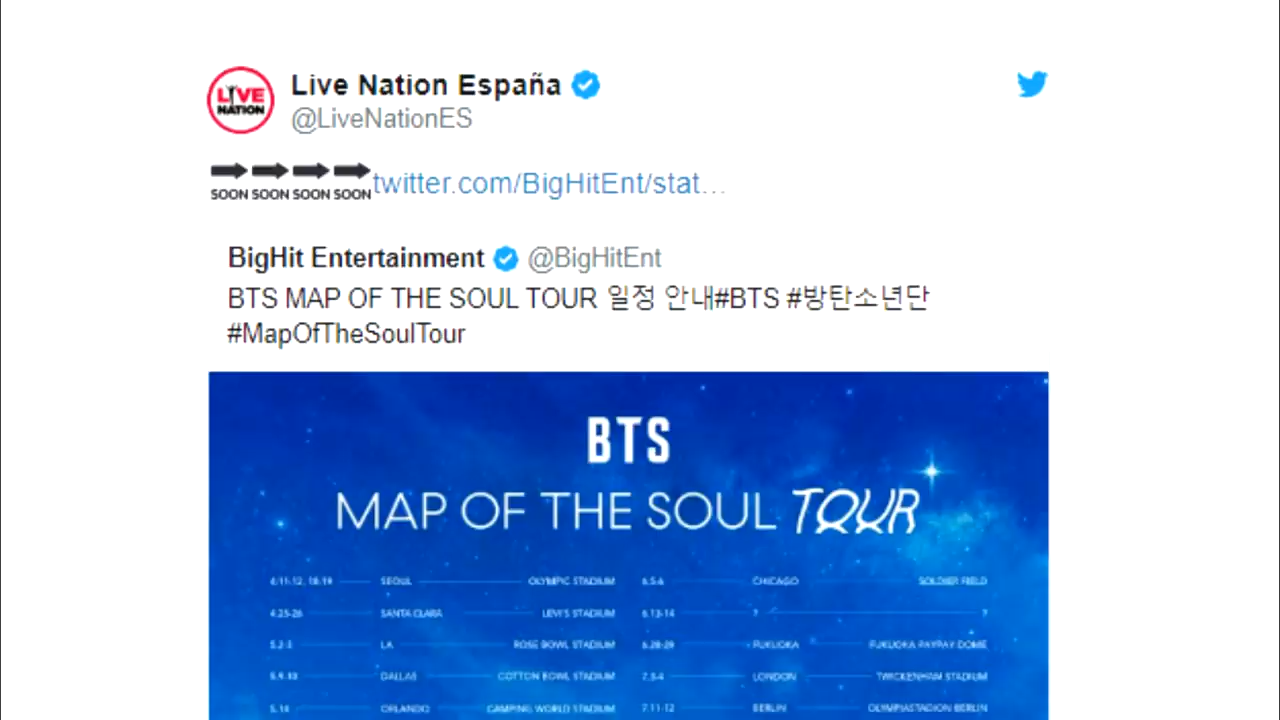 LIVE NATION
Live Nation España
@LiveNationES
SOON SOON SOON SOON twitter.com/BigHitEnt/stat…
BigHit Entertainment @BigHitEnt
BTS MAP OF THE SOUL TOUR 일정 안내#BTS #방탄소년단
#MapOfTheSoulTour
BTS
MAP OF THE SOUL TOUR
4.11-12, 18-19 SEOUL OLYMPIC STADIUM 6.5-6 CHICAGO SOLDIER FIELD
4.25-26 SANTA CLARA LEVI'S STADIUM 6.13-14 ? ?
5.2-3 LA ROSE BOWL STADIUM 6.28-29 FUKUOKA FUKUOKA PAYPAY DOME
5.9-10 DALLAS COTTON BOWL STADIUM 7.3-4 LONDON TWICKENHAM STADIUM
5.14 ORLANDO CAMPING WORLD STADIUM 7.11-12 BERLIN OLYMPIASTADION BERLIN